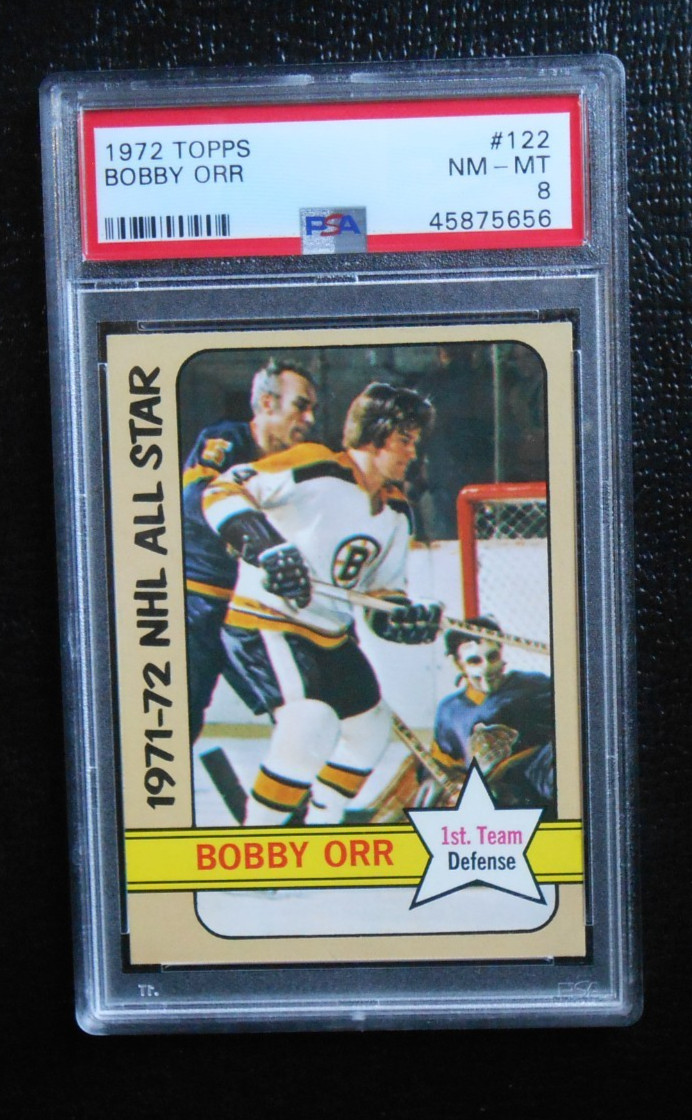 1972 TOPPS #122
BOBBY ORR NM - MT
8
PSA 45875656
1971-72 NHL ALL STAR
B
BOBBY ORR
1st. Team
Defense
PSA